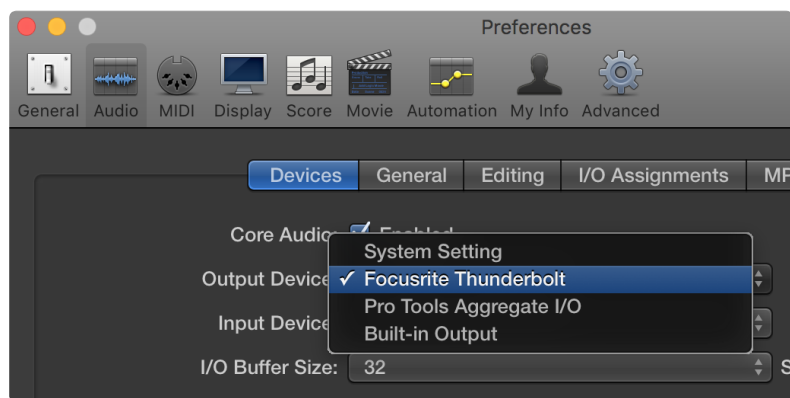 Preferences
General Audio MIDI Display Score Movie Automation My Info Advanced
Devices General Editing I/O Assignments
Core Audio: Enabled
System Setting
Output Device ✓ Focusrite Thunderbolt
Pro Tools Aggregate I/O
Input Device
Built-in Output
I/O Buffer Size: 32